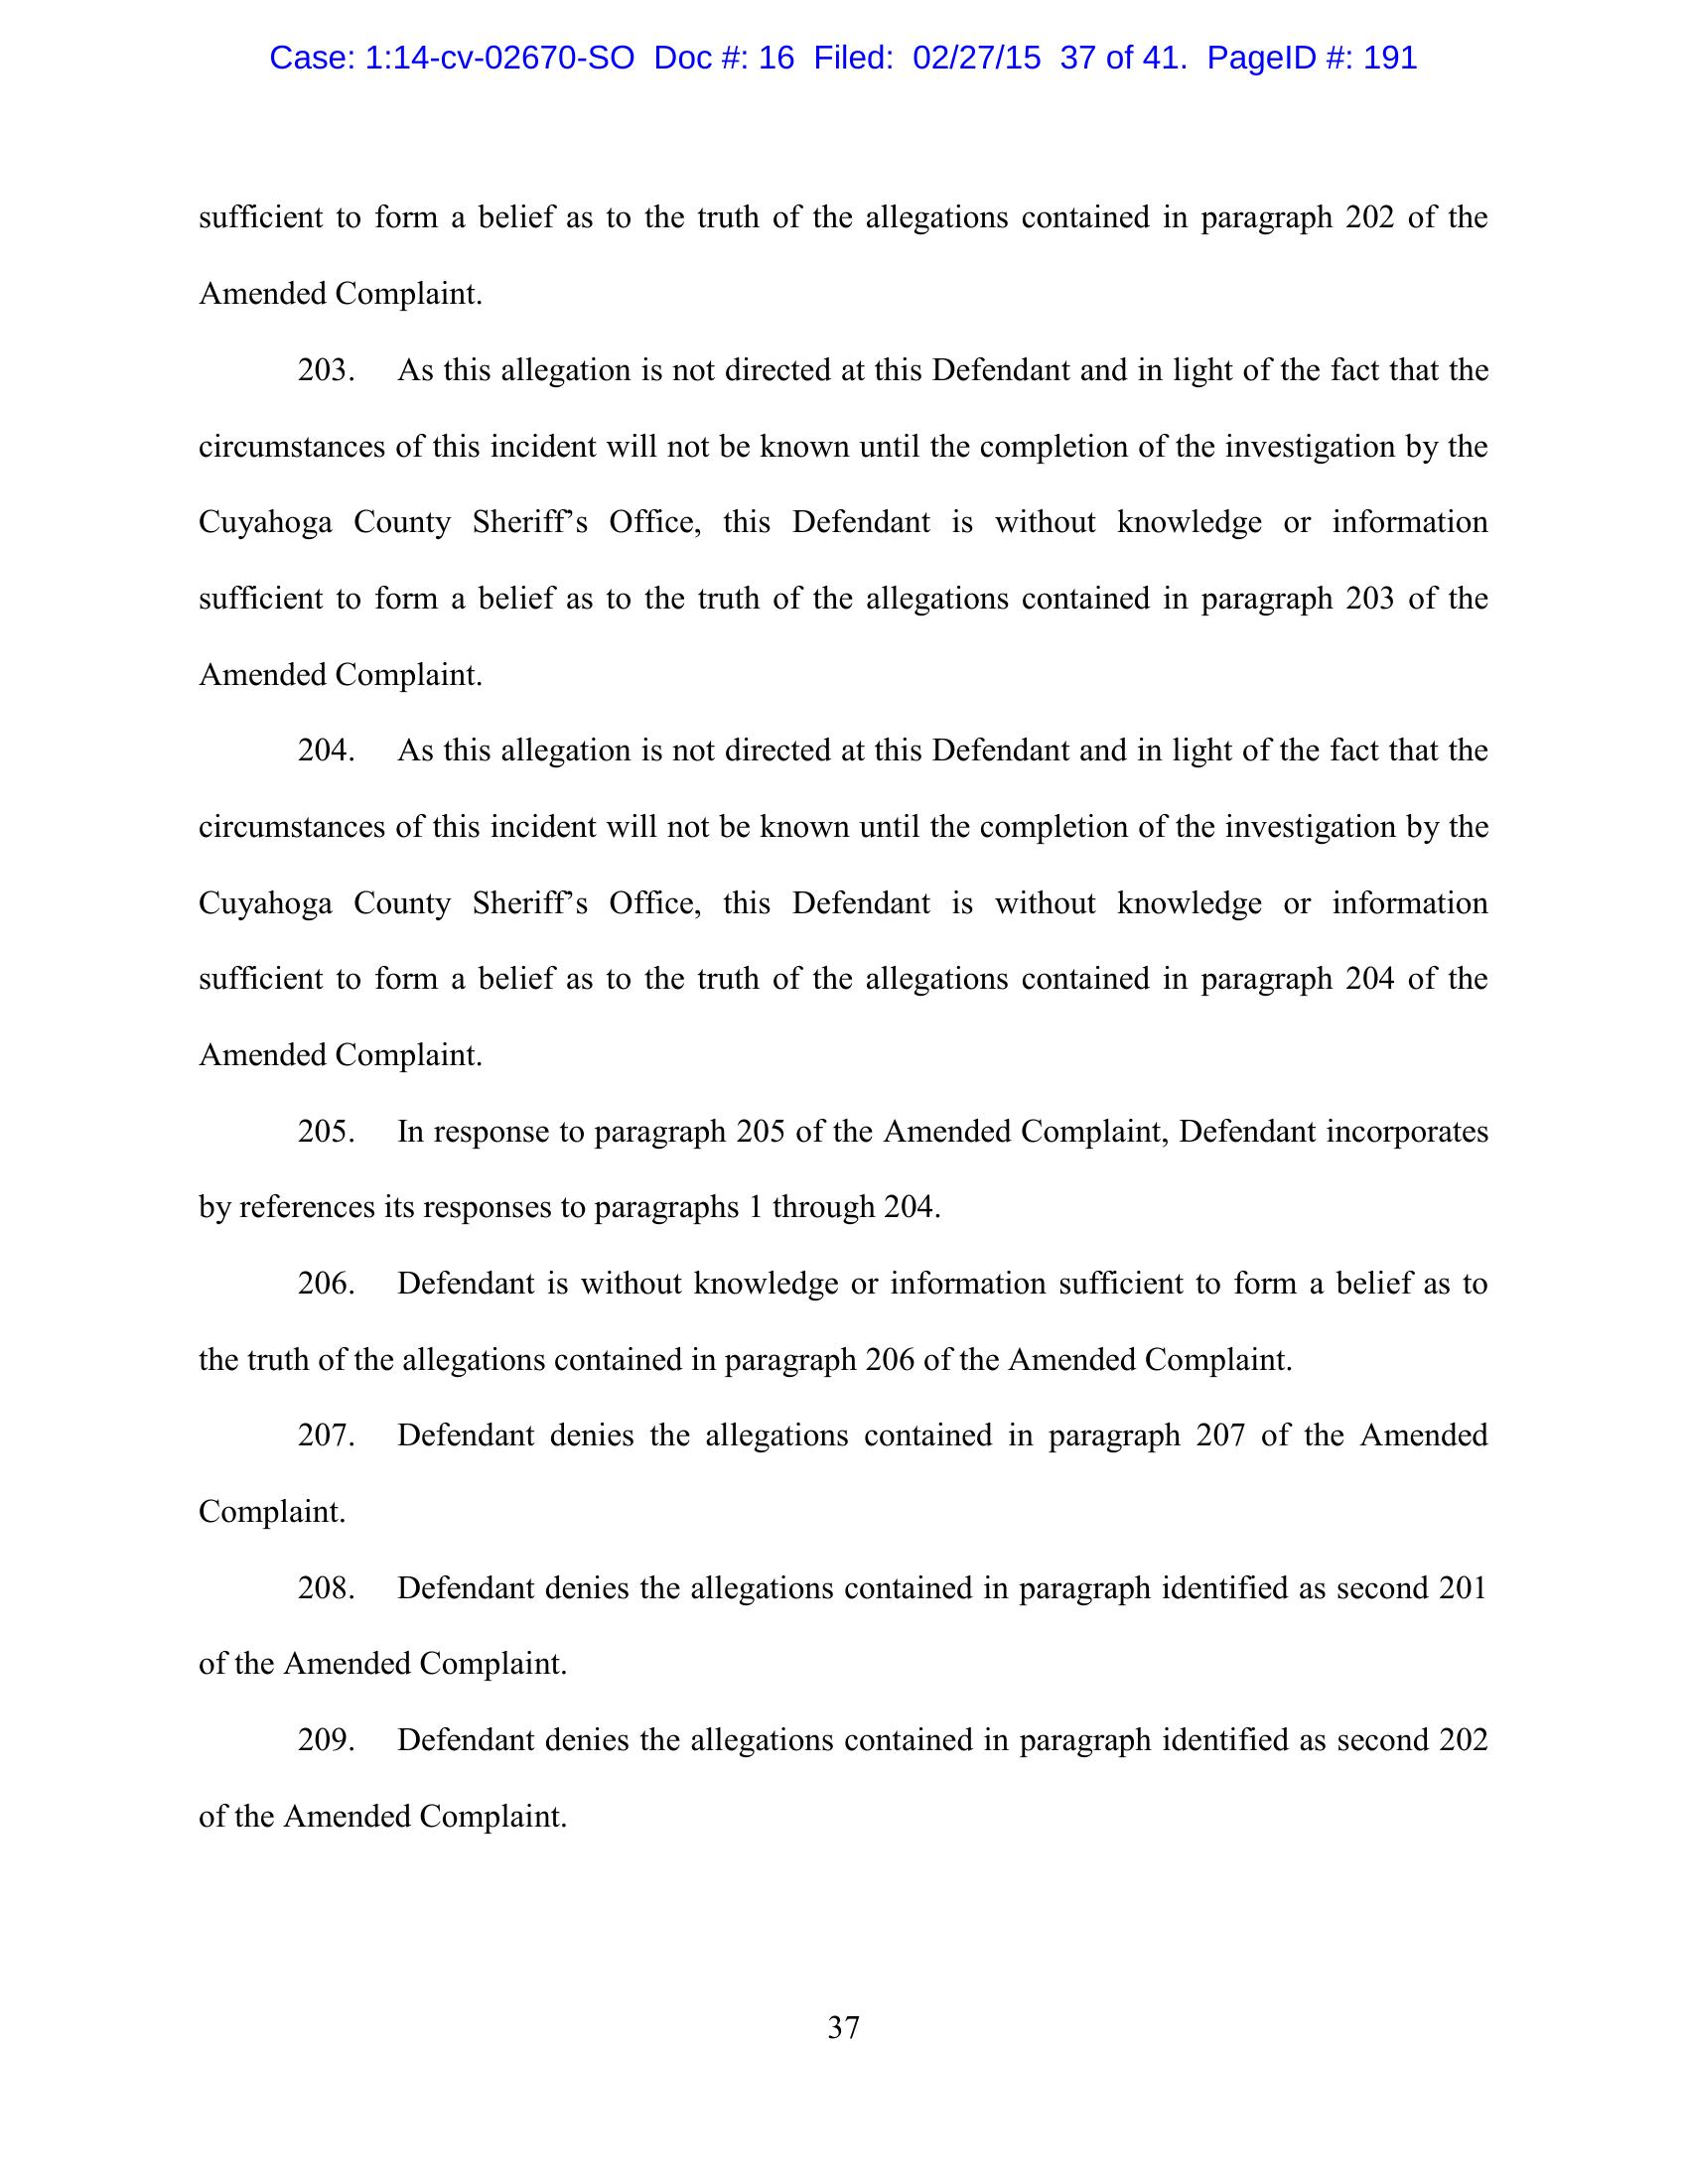 Case: 1:14-cv-02670-SO Doc #: 16 Filed: 02/27/15 37 of 41. PageID #: 191
sufficient to form a belief as to the truth of the allegations contained in paragraph 202 of the
Amended Complaint.
203. As this allegation is not directed at this Defendant and in light of the fact that the
circumstances of this incident will not be known until the completion of the investigation by the
Cuyahoga County Sheriff’s Office, this Defendant is without knowledge or information
sufficient to form a belief as to the truth of the allegations contained in paragraph 203 of the
Amended Complaint.
204. As this allegation is not directed at this Defendant and in light of the fact that the
circumstances of this incident will not be known until the completion of the investigation by the
Cuyahoga County Sheriff’s Office, this Defendant is without knowledge or information
sufficient to form a belief as to the truth of the allegations contained in paragraph 204 of the
Amended Complaint.
205. In response to paragraph 205 of the Amended Complaint, Defendant incorporates
by references its responses to paragraphs 1 through 204.
206. Defendant is without knowledge or information sufficient to form a belief as to
the truth of the allegations contained in paragraph 206 of the Amended Complaint.
207. Defendant denies the allegations contained in paragraph 207 of the Amended
Complaint.
208. Defendant denies the allegations contained in paragraph identified as second 201
of the Amended Complaint.
209. Defendant denies the allegations contained in paragraph identified as second 202
of the Amended Complaint.
37